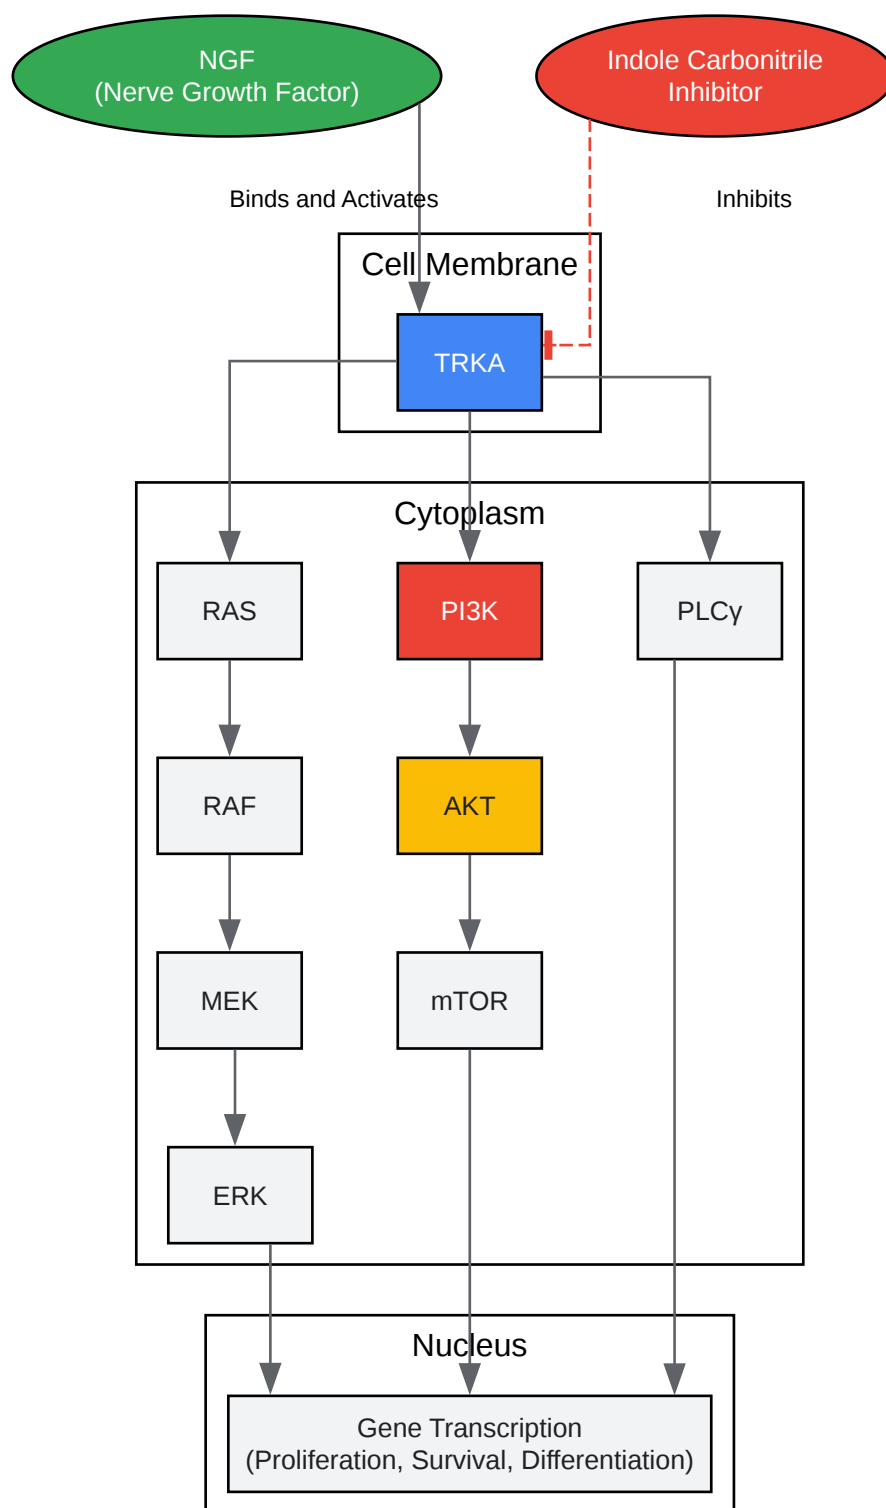 NGF
(Nerve Growth Factor)
Indole Carbonitrile
Inhibitor
Binds and Activates
Inhibits
Cell Membrane
TRKA
Cytoplasm
RAS
PI3K
PLCγ
RAF
AKT
MEK
mTOR
ERK
Nucleus
Gene Transcription
(Proliferation, Survival, Differentiation)